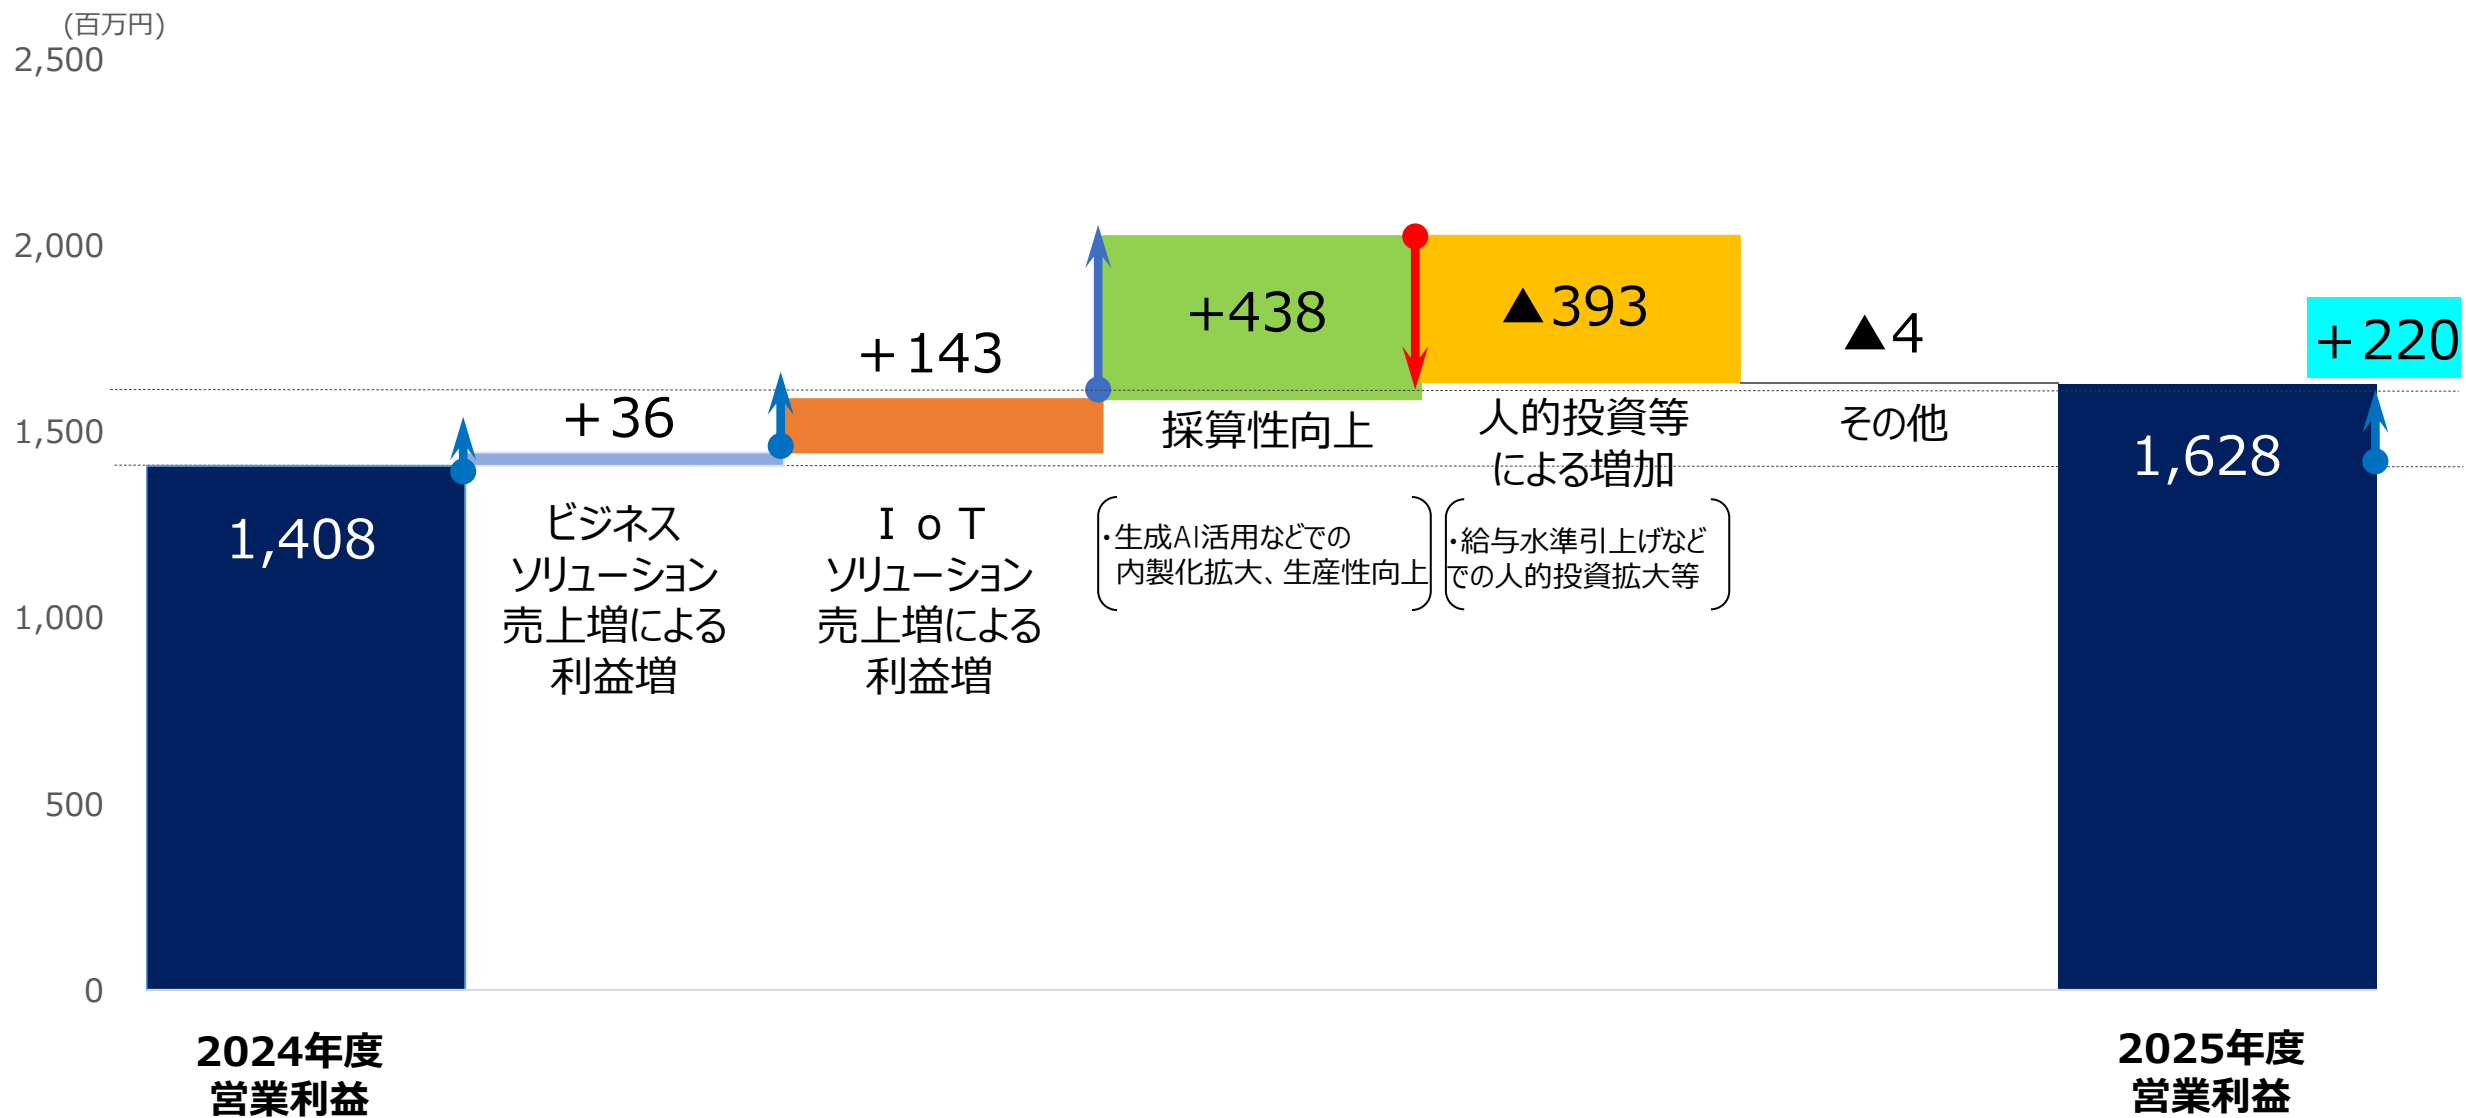 (百万円)
2,500
2,000
1,500
1,000
500
0
1,408
2024年度
営業利益
+36
ビジネス
ソリューション
売上増による
利益増
+143
IoT
ソリューション
売上増による
利益増
+438
採算性向上
・生成AI活用などでの
内製化拡大、生産性向上
▲393
人的投資等
による増加
・給与水準引上げなど
での人的投資拡大等
▲4
その他
+220
1,628
2025年度
営業利益